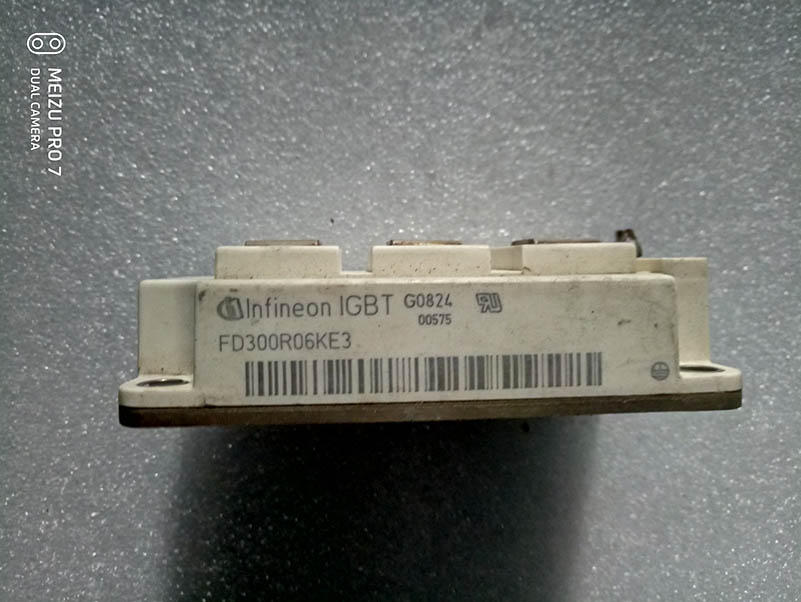 MEIZU PRO 7
DUAL CAMERA
Infineon IGBT G0824
00575
FD300R06KE3